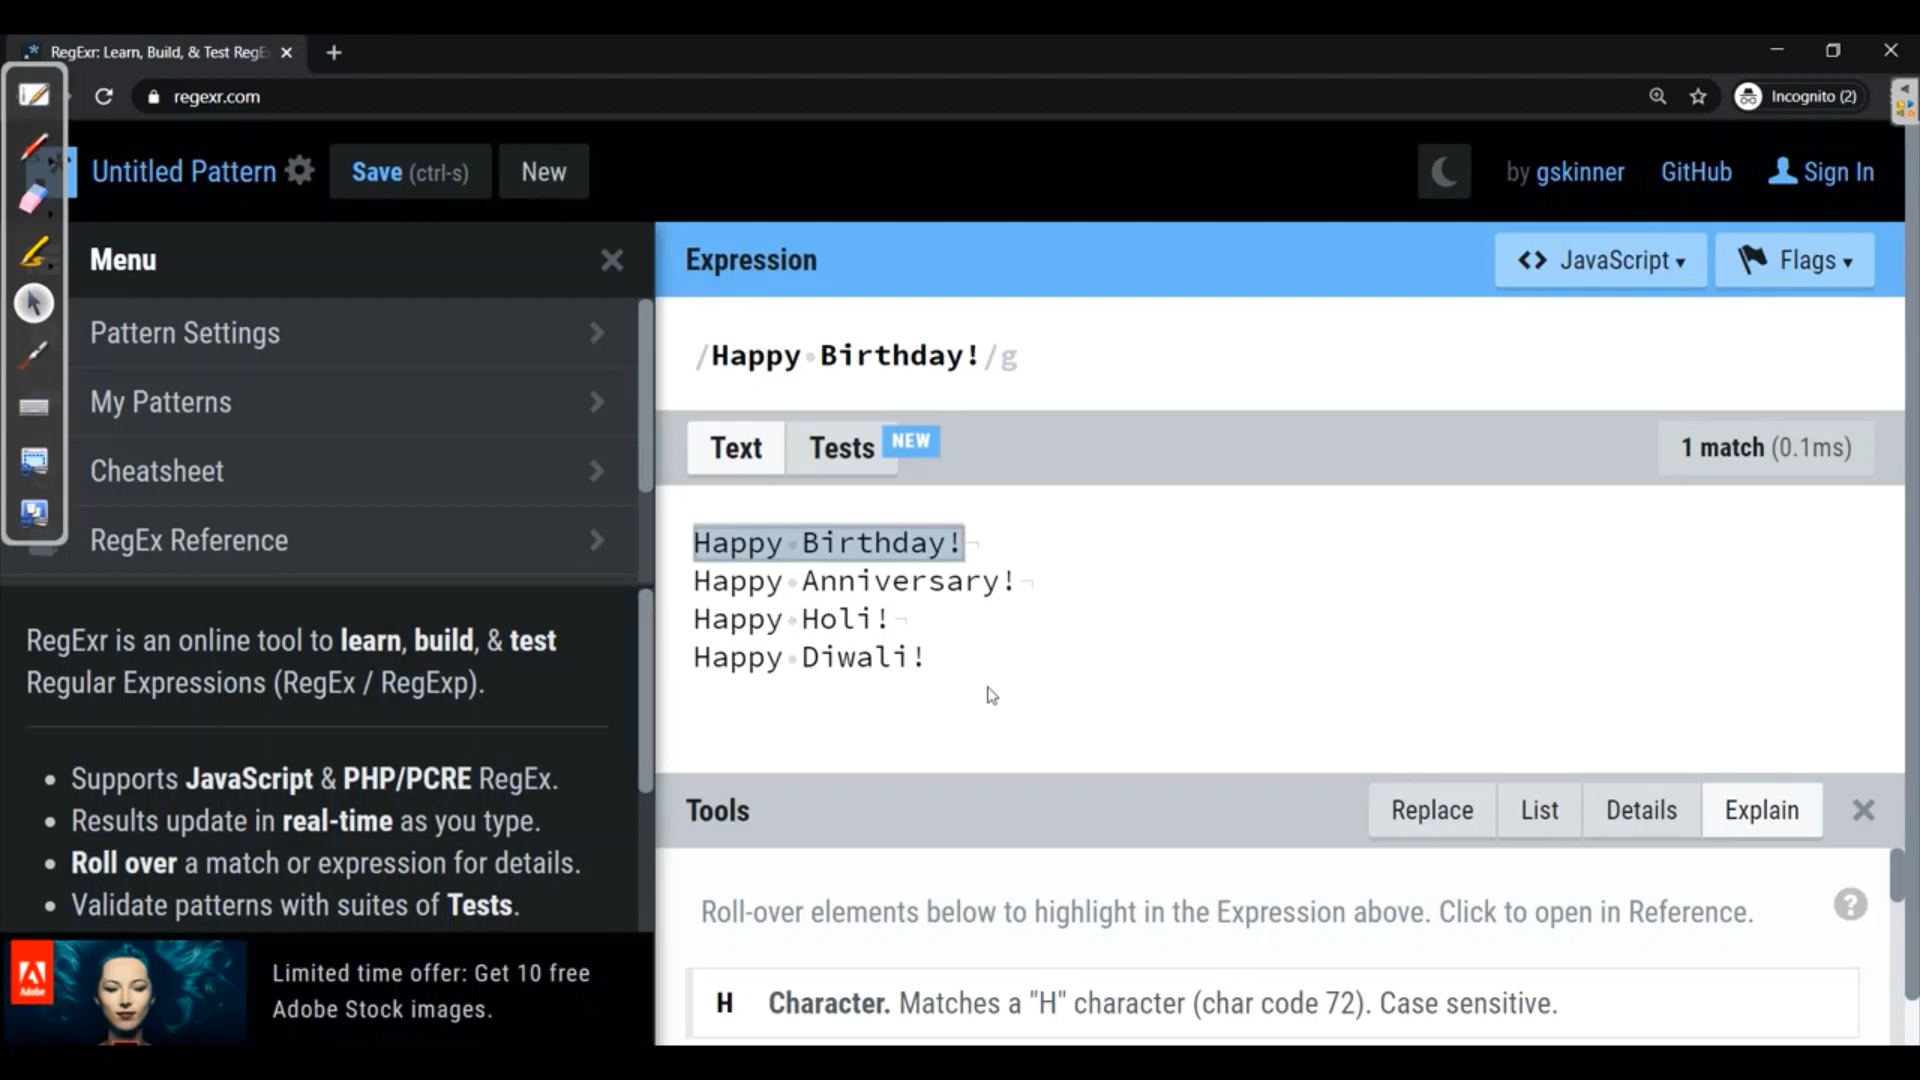 RegExr: Learn, Build, & Test RegE
regexr.com
Incognito (2)
Untitled Pattern
Save (ctrl-s)
New
by gskinner
GitHub
Sign In
Menu
Pattern Settings
My Patterns
Cheatsheet
RegEx Reference
RegExr is an online tool to learn, build, & test
Regular Expressions (RegEx / RegExp).
• Supports JavaScript & PHP/PCRE RegEx.
• Results update in real-time as you type.
• Roll over a match or expression for details.
• Validate patterns with suites of Tests.
Adobe
Limited time offer: Get 10 free
Adobe Stock images.
Expression
<> JavaScript ▾
Flags ▾
/Happy•Birthday!/g
Text
Tests
NEW
1 match (0.1ms)
Happy•Birthday!¬
Happy•Anniversary!¬
Happy•Holi!¬
Happy•Diwali!
Tools
Replace
List
Details
Explain
Roll-over elements below to highlight in the Expression above. Click to open in Reference.
?
H Character. Matches a "H" character (char code 72). Case sensitive.